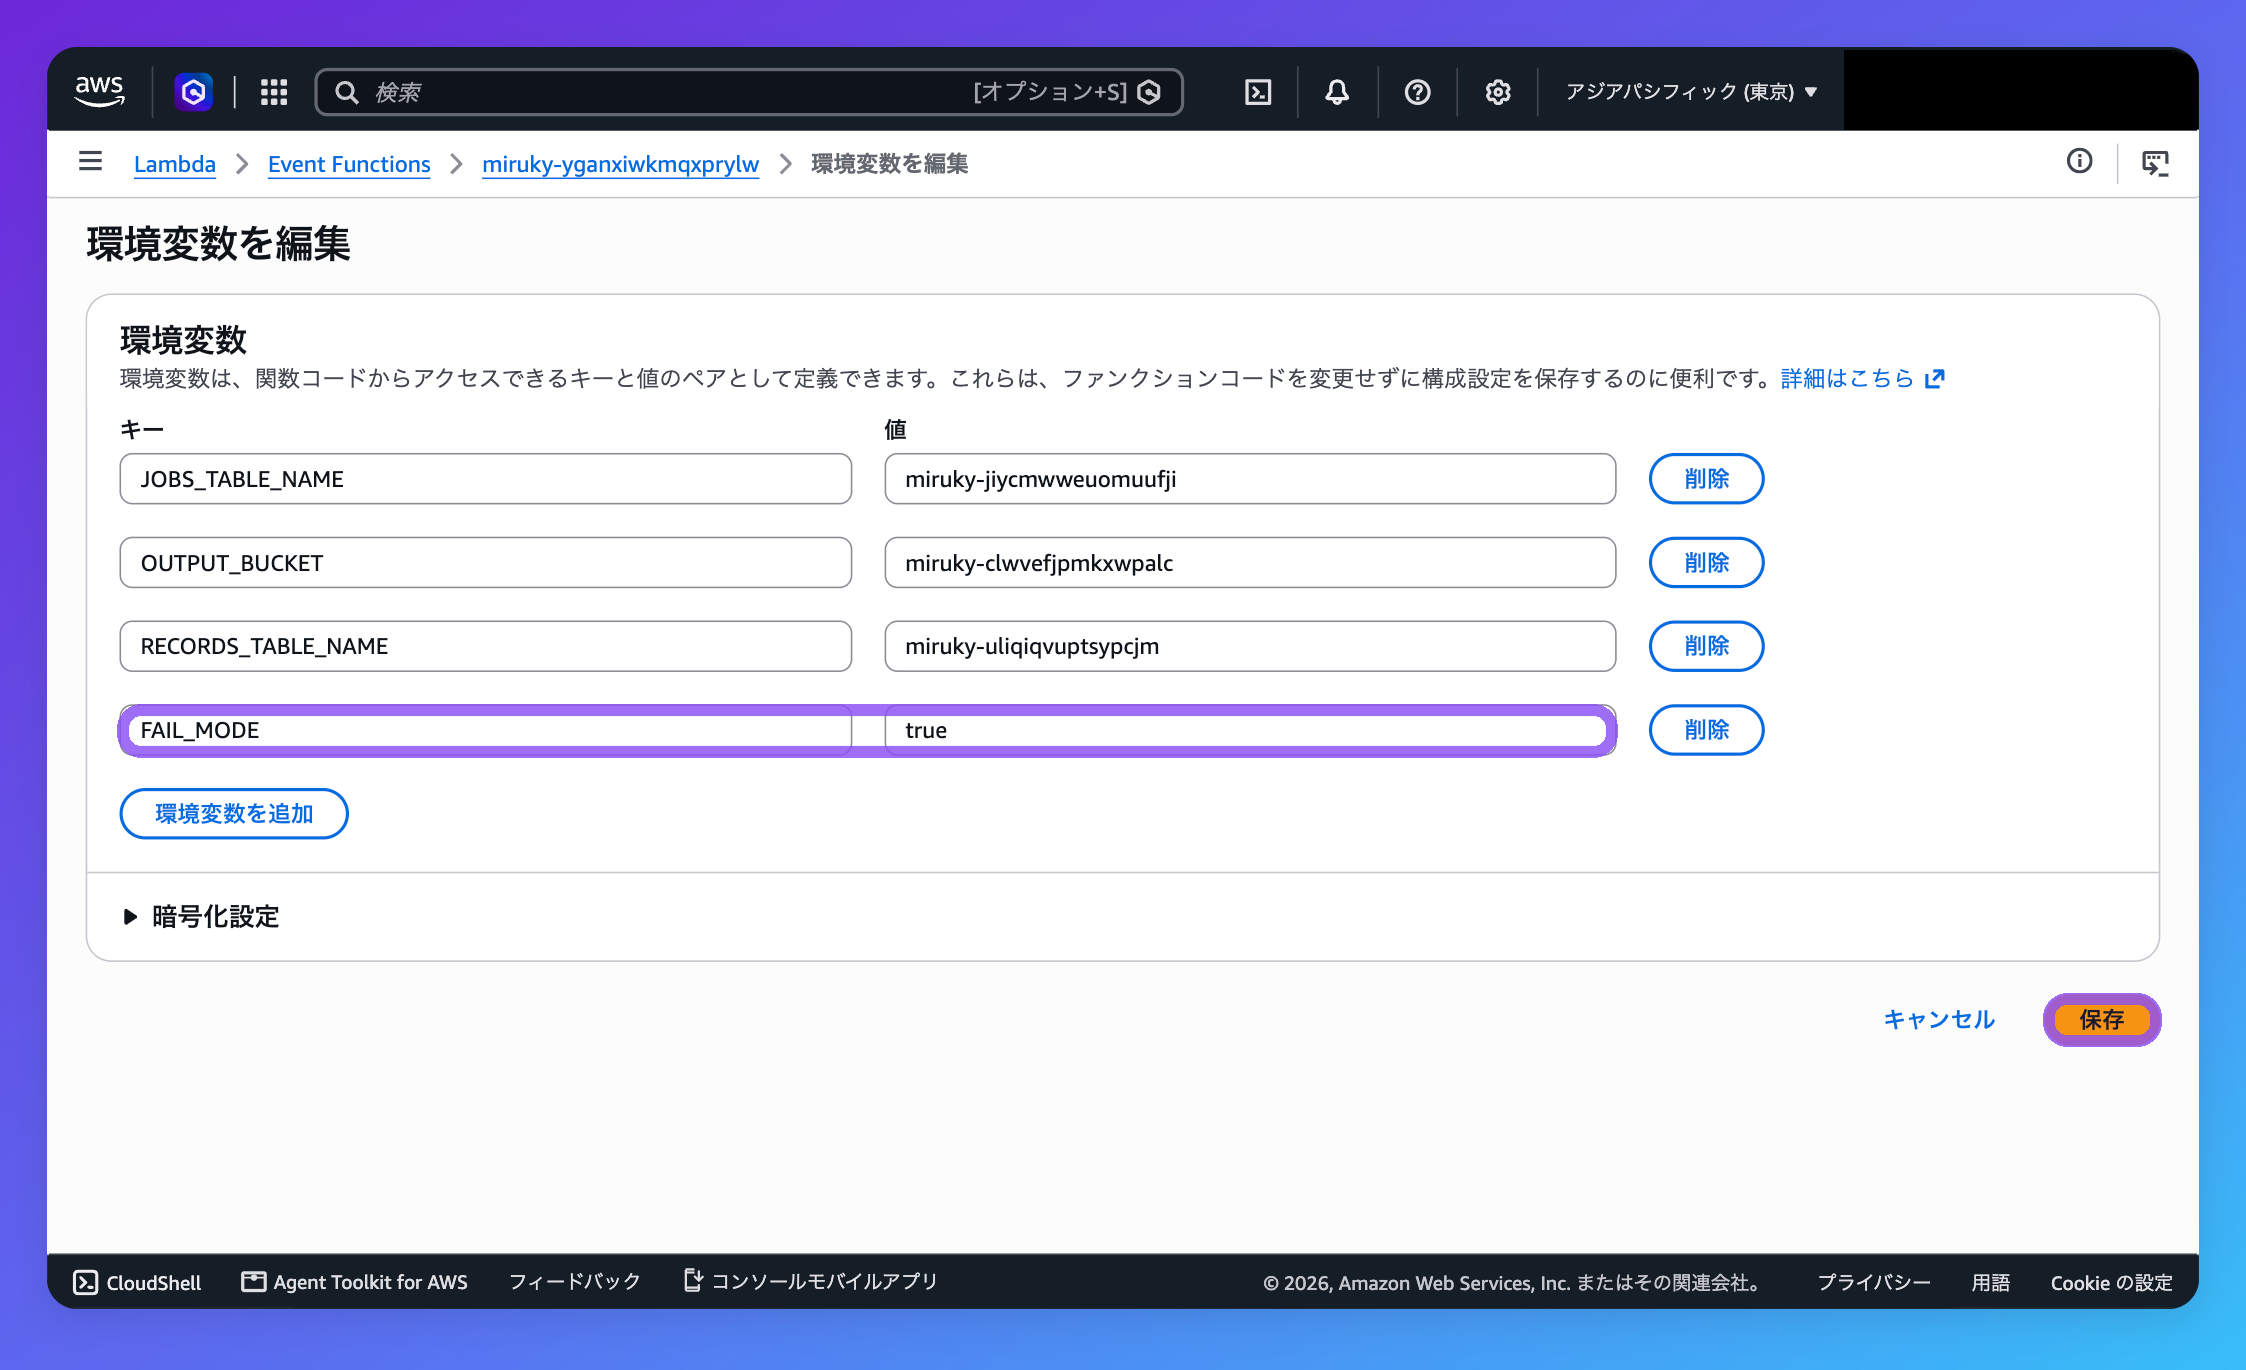 aws
検索 [オプション+S]
アジアパシフィック (東京) ▼
Lambda > Event Functions > miruky-yganxiwkmqxprylw > 環境変数を編集
環境変数を編集
環境変数
環境変数は、関数コードからアクセスできるキーと値のペアとして定義できます。これらは、ファンクションコードを変更せずに構成設定を保存するのに便利です。詳細はこちら
キー 値
JOBS_TABLE_NAME miruky-jiycmwweuomuufji 削除
OUTPUT_BUCKET miruky-clwvefjpmkxwpalc 削除
RECORDS_TABLE_NAME miruky-uliqiqvuptsypcjm 削除
FAIL_MODE true 削除
環境変数を追加
▶ 暗号化設定
キャンセル 保存
CloudShell Agent Toolkit for AWS フィードバック コンソールモバイルアプリ © 2026, Amazon Web Services, Inc. またはその関連会社。 プライバシー 用語 Cookie の設定